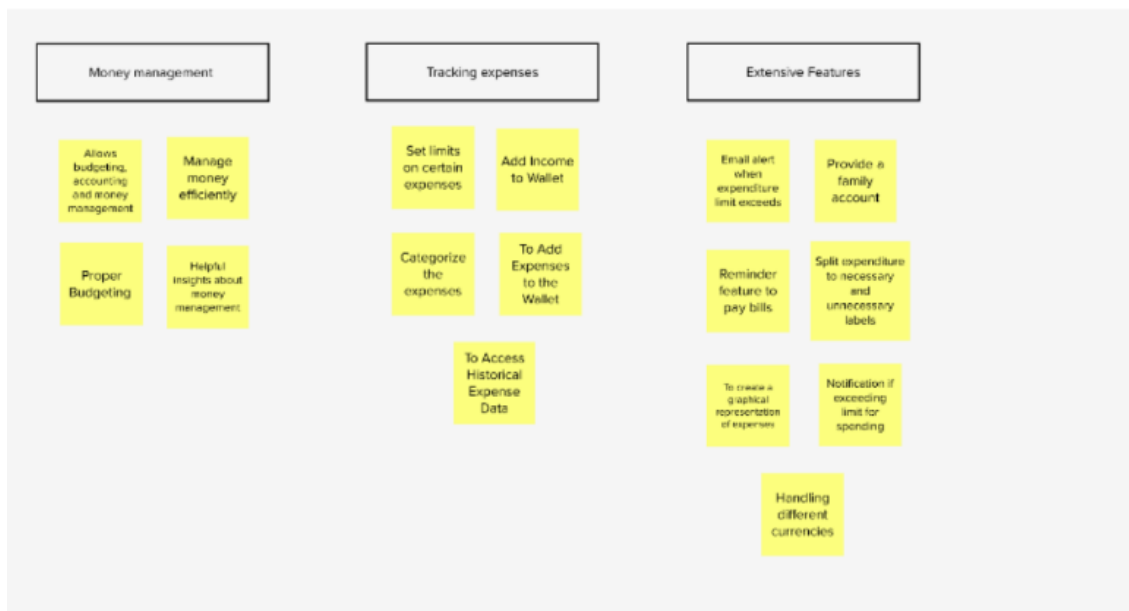 Money management
Allows
budgeting,
accounting
and money
management
Manage
money
efficiently
Proper
Budgeting
Helpful
insights about
money
management
Tracking expenses
Set limits
on certain
expenses
Add Income
to Wallet
Categorize
the
expenses
To Add
Expenses
to the
Wallet
To Access
Historical
Expense
Data
Extensive Features
Email alert
when
expenditure
limit exceeds
Provide a
family
account
Reminder
feature to
pay bills
Split expenditure
to necessary
and
unnecessary
labels
To create a
graphical
representation
of expenses
Notification if
exceeding
limit for
spending
Handling
different
currencies